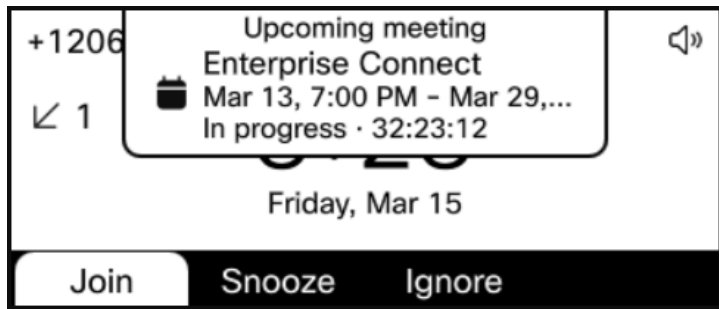 Upcoming meeting
+1206
Enterprise Connect
Mar 13, 7:00 PM – Mar 29,...
1
In progress · 32:23:12
Friday, Mar 15
Join Snooze Ignore